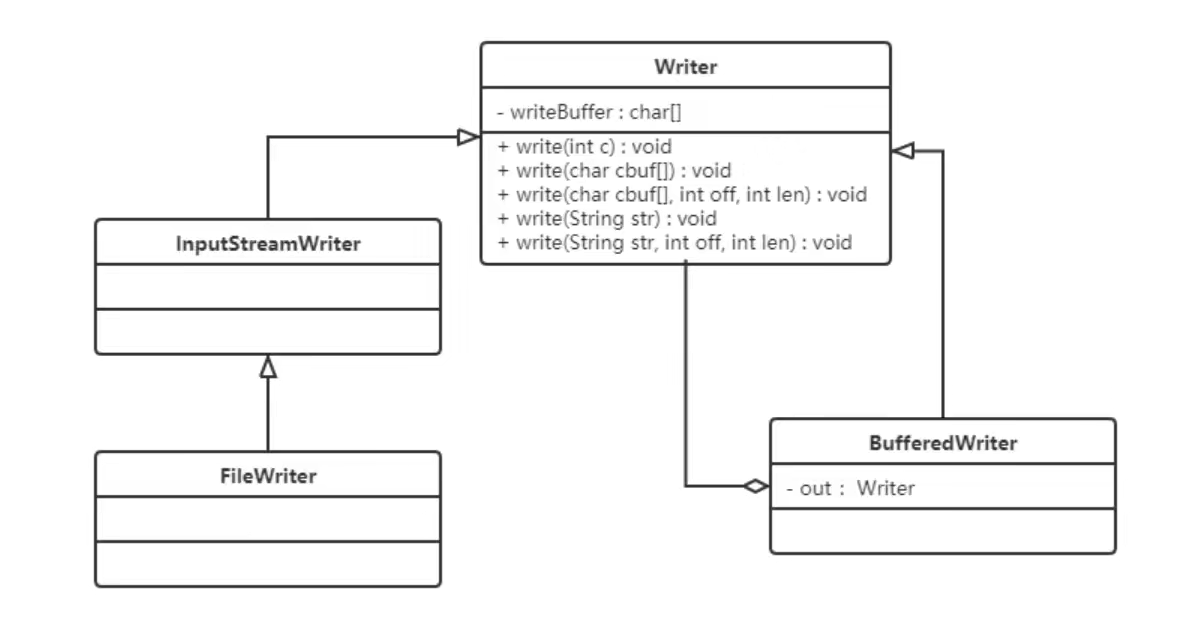 Writer
- writeBuffer : char[]
+ write(int c) : void
+ write(char cbuf[]) : void
+ write(char cbuf[], int off, int len) : void
+ write(String str) : void
+ write(String str, int off, int len) : void
InputStreamWriter
FileWriter
BufferedWriter
- out :  Writer